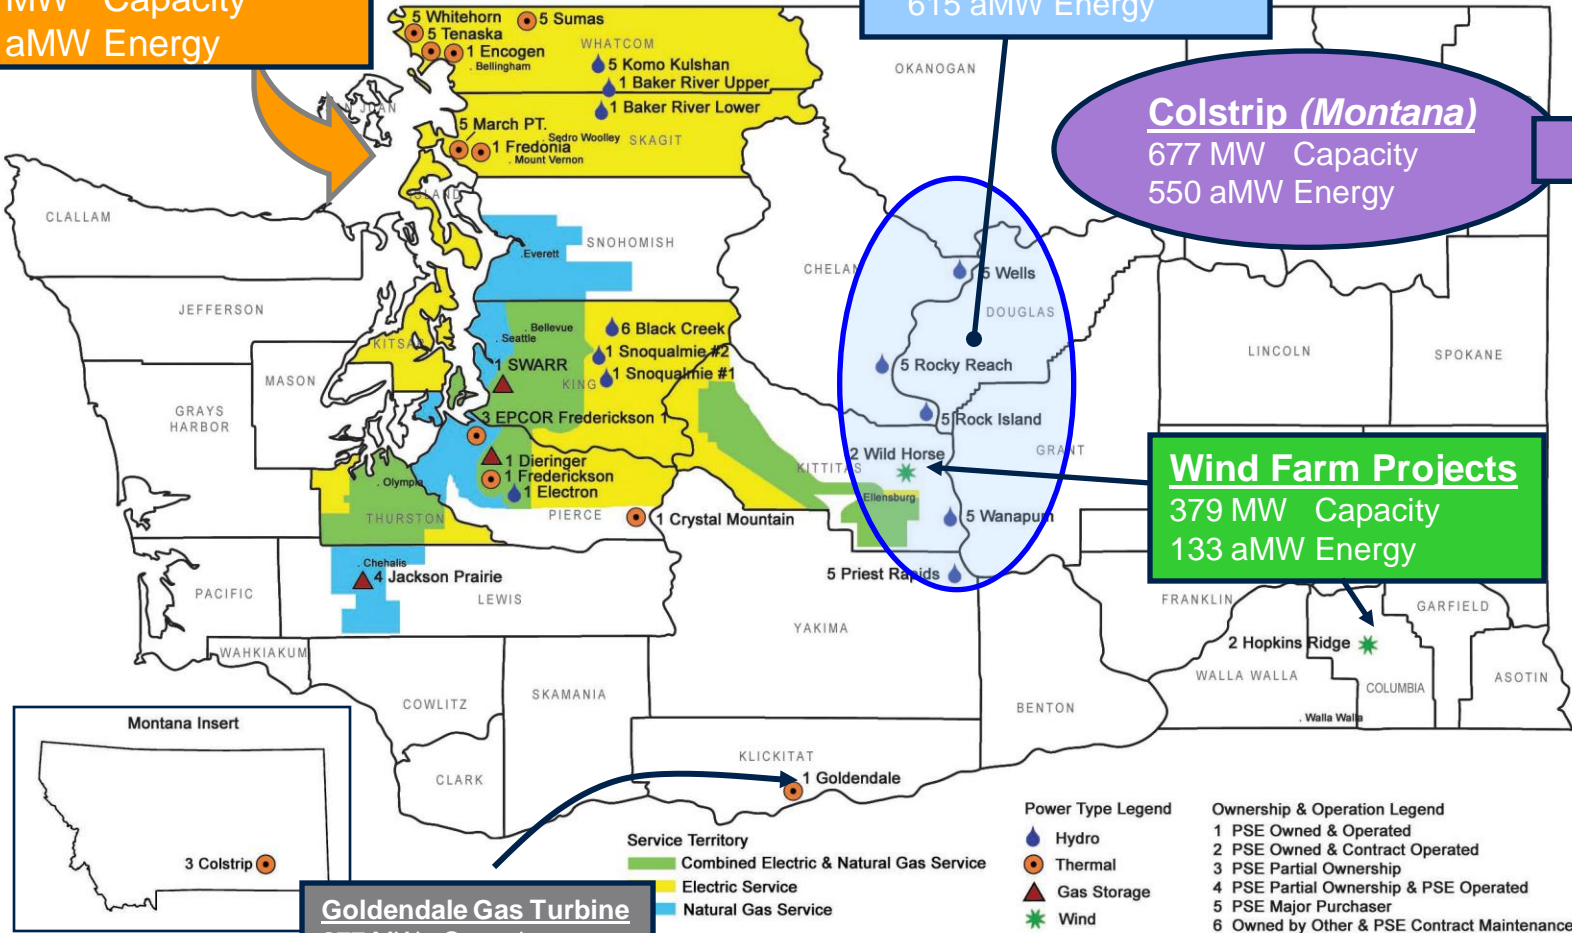 MW Capacity
aMW Energy
615 aMW Energy
5 Whitehorn
5 Sumas
5 Tenaska
1 Encogen
WHATCOM
. Bellingham
5 Komo Kulshan
1 Baker River Upper
1 Baker River Lower
OKANOGAN
Colstrip (Montana)
677 MW Capacity
550 aMW Energy
JUAN
5 March PT.
Sedro Woolley
SKAGIT
1 Fredonia
. Mount Vernon
ISLAND
CLALLAM
SNOHOMISH
.Everett
CHELAN
5 Wells
DOUGLAS
JEFFERSON
. Bellevue
6 Black Creek
. Seattle
KITSAP
1 Snoqualmie #2
LINCOLN
SPOKANE
1 SWARR
5 Rocky Reach
MASON
KING
1 Snoqualmie #1
GRAYS
HARBOR
3 EPCOR Frederickson 1
5 Rock Island
2 Wild Horse
GRANT
1 Dieringer
KITTITAS
1 Frederickson
. Olympia
1 Electron
Ellensburg
THURSTON
PIERCE
1 Crystal Mountain
5 Wanapum
Wind Farm Projects
379 MW Capacity
133 aMW Energy
. Chehalis
4 Jackson Prairie
5 Priest Rapids
PACIFIC
LEWIS
FRANKLIN
GARFIELD
YAKIMA
WAHKIAKUM
2 Hopkins Ridge
WALLA WALLA
COLUMBIA
ASOTIN
COWLITZ
SKAMANIA
BENTON
. Walla Walla
Montana Insert
KLICKITAT
CLARK
1 Goldendale
3 Colstrip
Service Territory
Combined Electric & Natural Gas Service
Electric Service
Natural Gas Service
Power Type Legend
Hydro
Thermal
Gas Storage
Wind
Ownership & Operation Legend
1 PSE Owned & Operated
2 PSE Owned & Contract Operated
3 PSE Partial Ownership
4 PSE Partial Ownership & PSE Operated
5 PSE Major Purchaser
6 Owned by Other & PSE Contract Maintenance
Goldendale Gas Turbine